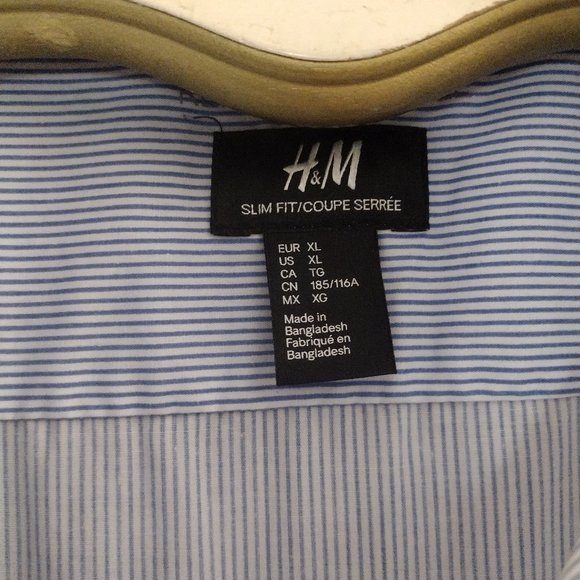 H&M
SLIM FIT/COUPE SERRÉE
EUR XL
US XL
CA TG
CN 185/116A
MX XG
Made in
Bangladesh
Fabriqué en
Bangladesh